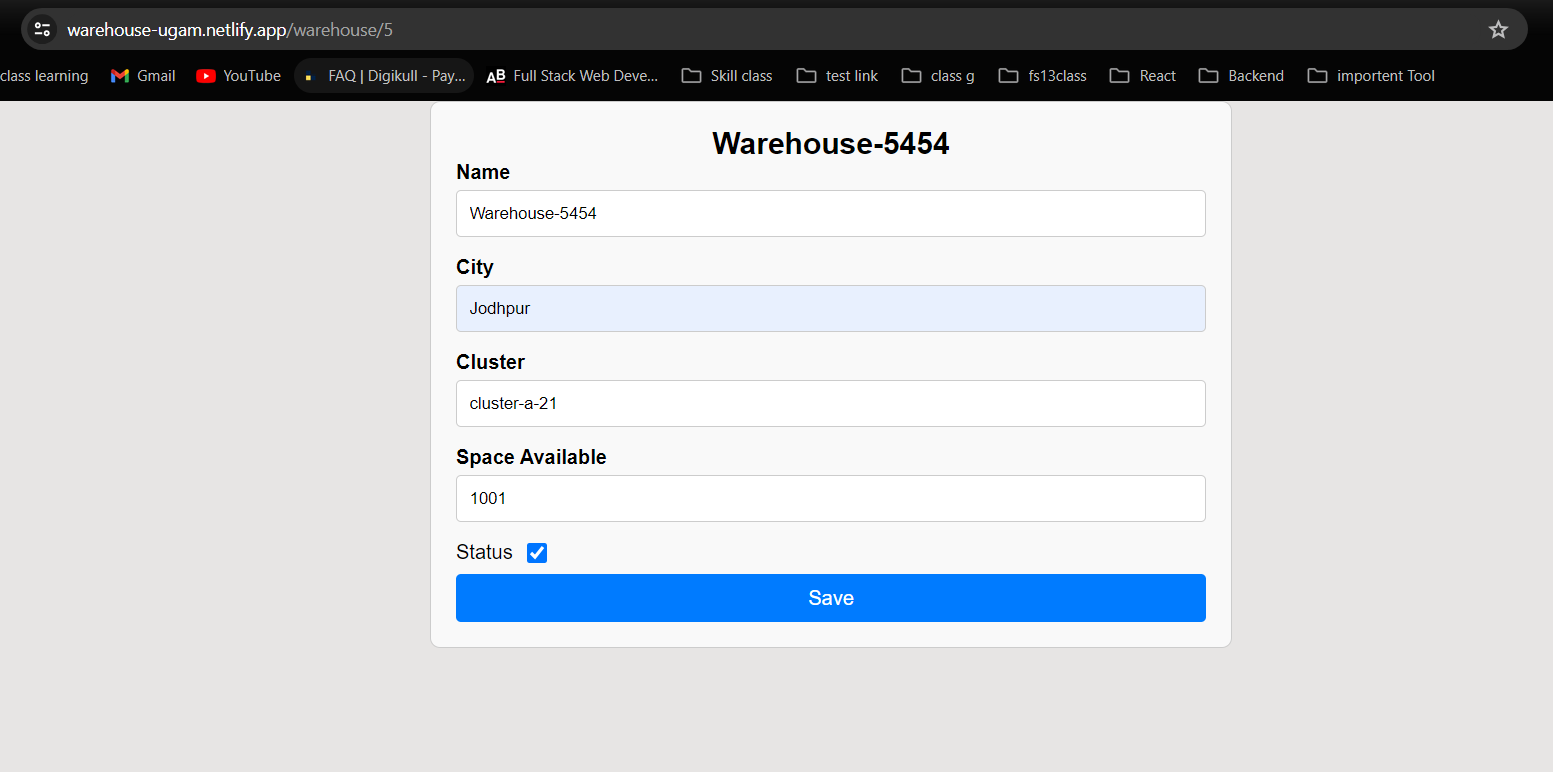 warehouse-ugam.netlify.app/warehouse/5
class learning Gmail YouTube FAQ | Digikull - Pay... AB Full Stack Web Deve... Skill class test link class g fs13class React Backend importent Tool
Warehouse-5454
Name
Warehouse-5454
City
Jodhpur
Cluster
cluster-a-21
Space Available
1001
Status
Save